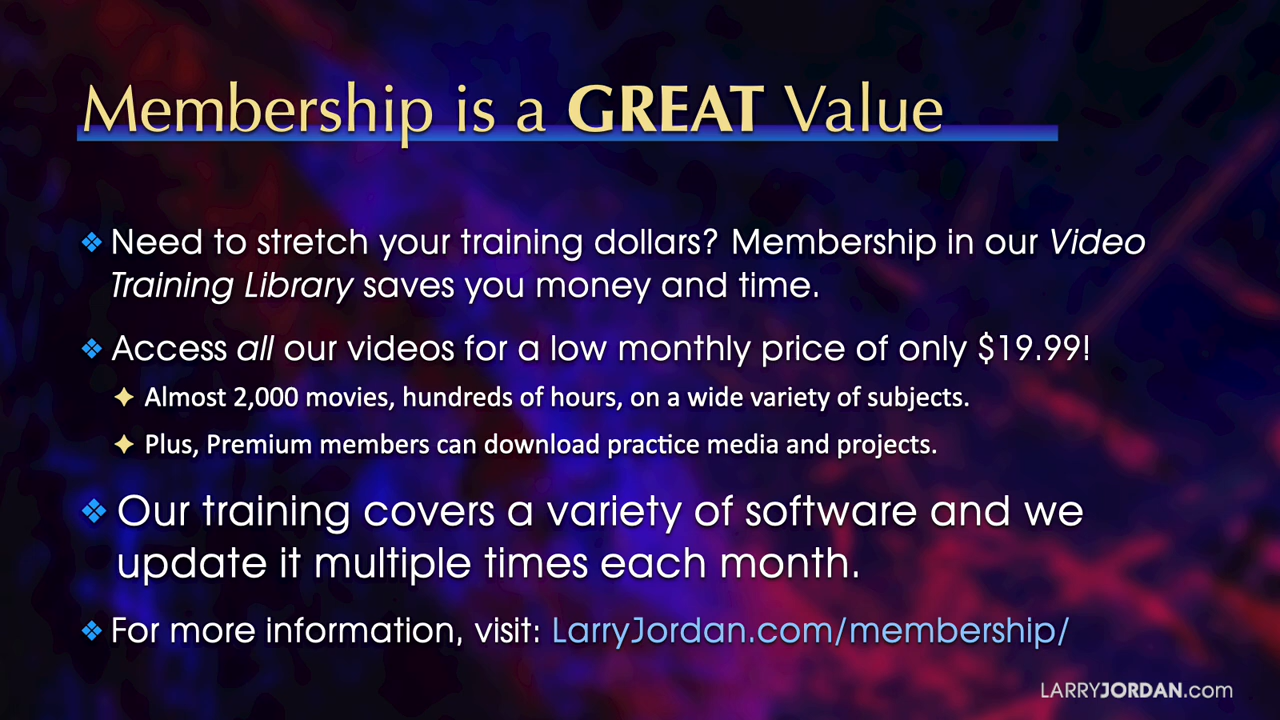 Membership is a GREAT Value
❖ Need to stretch your training dollars? Membership in our Video
Training Library saves you money and time.
❖ Access all our videos for a low monthly price of only $19.99!
✦ Almost 2,000 movies, hundreds of hours, on a wide variety of subjects.
✦ Plus, Premium members can download practice media and projects.
❖ Our training covers a variety of software and we
update it multiple times each month.
❖ For more information, visit: LarryJordan.com/membership/
LARRYJORDAN.com